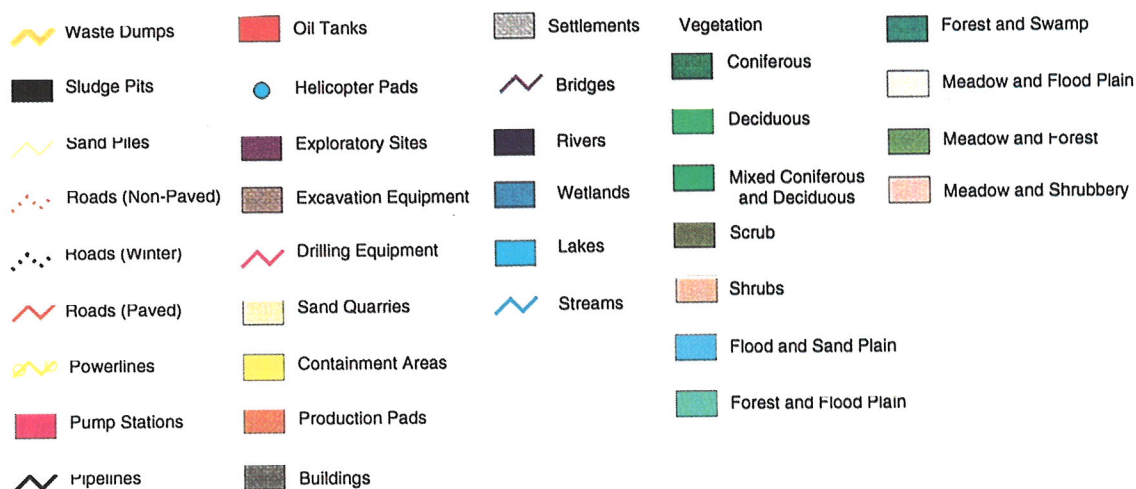 Waste Dumps
Sludge Pits
Sand Piles
Roads (Non-Paved)
Roads (Winter)
Roads (Paved)
Powerlines
Pump Stations
Pipelines
Oil Tanks
Helicopter Pads
Exploratory Sites
Excavation Equipment
Drilling Equipment
Sand Quarries
Containment Areas
Production Pads
Buildings
Settlements
Bridges
Rivers
Wetlands
Lakes
Streams
Vegetation
Coniferous
Deciduous
Mixed Coniferous
and Deciduous
Scrub
Shrubs
Flood and Sand Plain
Forest and Flood Plain
Forest and Swamp
Meadow and Flood Plain
Meadow and Forest
Meadow and Shrubbery